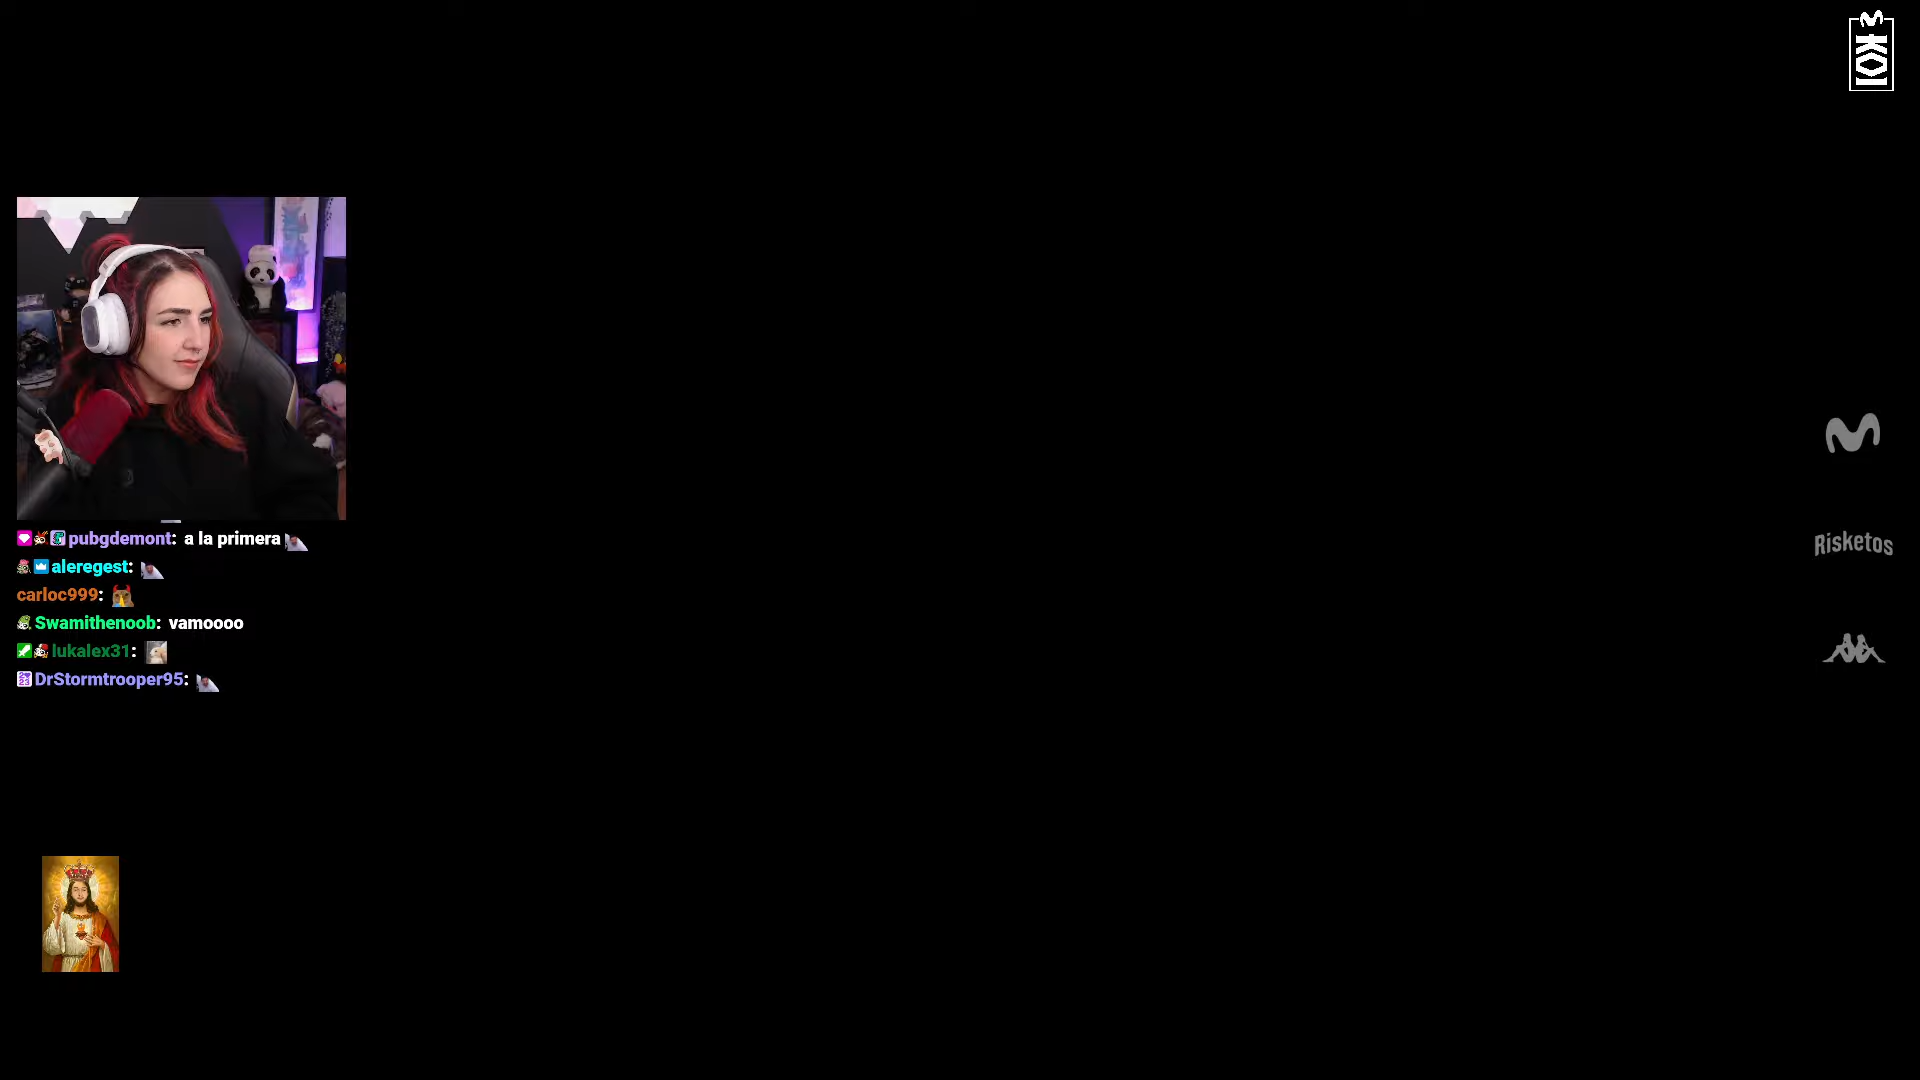 KOI
pubgdemont: a la primera
aleregest:
carloc999:
Swamithenoob: vamoooo
lukalex31:
DrStormtrooper95:
Risketos